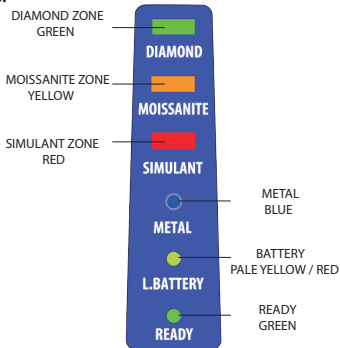 DIAMOND ZONE
GREEN
DIAMOND
MOISSANITE ZONE
YELLOW
MOISSANITE
SIMULANT ZONE
RED
SIMULANT
METAL
BLUE
METAL
BATTERY
PALE YELLOW / RED
L.BATTERY
READY
GREEN
READY